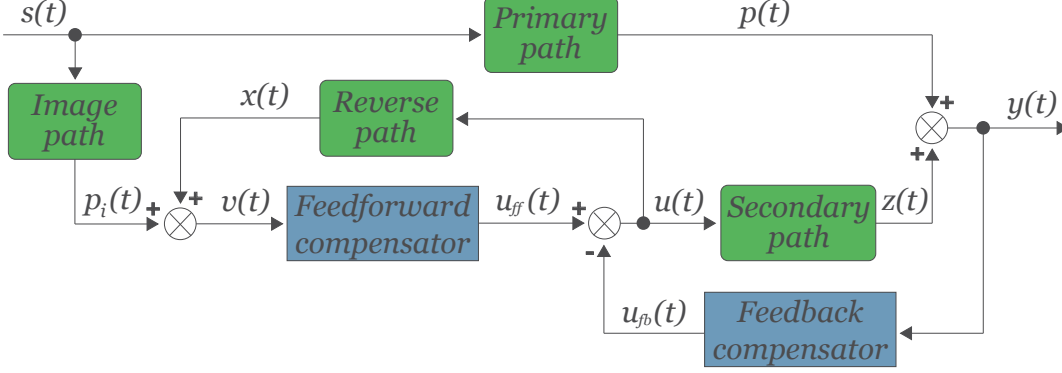 s(t)
Primary
path
p(t)
Image
path
x(t)
Reverse
path
+
y(t)
+
p_i(t)
+
+
v(t)
Feedforward
compensator
u_ff(t)
+
u(t)
Secondary
path
z(t)
-
u_fb(t)
Feedback
compensator